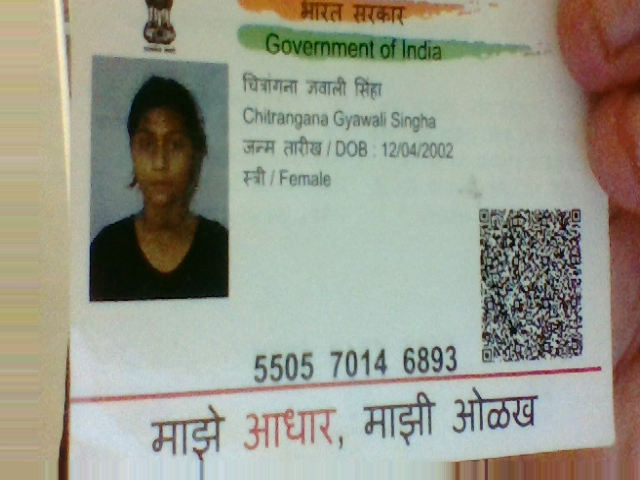 भारत सरकार
Government of India
चित्रांगना ज्ञवाली सिंहा
Chitrangana Gyawali Singha
जन्म तारीख / DOB : 12/04/2002
स्त्री / Female
5505 7014 6893
माझे आधार, माझी ओळख